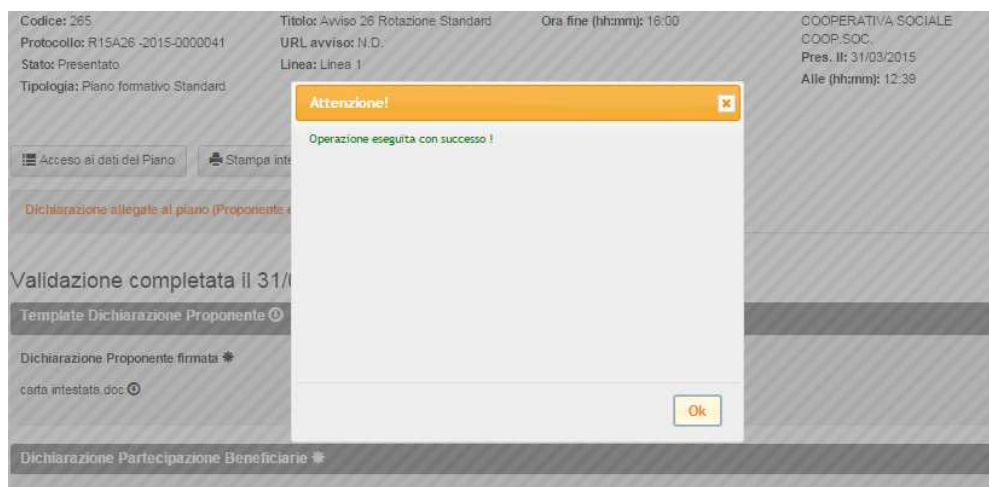 Codice: 265
Protocollo: R15A26 -2015-0000041
Stato: Presentato
Tipologia: Piano formativo Standard
Titolo: Avviso 26 Rotazione Standard
URL avviso: N.D.
Linea: Linea 1
Ora fine (hh:mm): 16:00
COOPERATIVA SOCIALE
COOP.SOC.
Pres. Il: 31/03/2015
Alle (hh:mm): 12:39
Attenzione!
Operazione eseguita con successo !
Ok
Acceso ai dati del Piano
Stampa inte
Dichiarazione allegate al piano (Proponente e
Validazione completata il 31/
Template Dichiarazione Proponente
Dichiarazione Proponente firmata
carta intestata.doc
Dichiarazione Partecipazione Beneficiarie